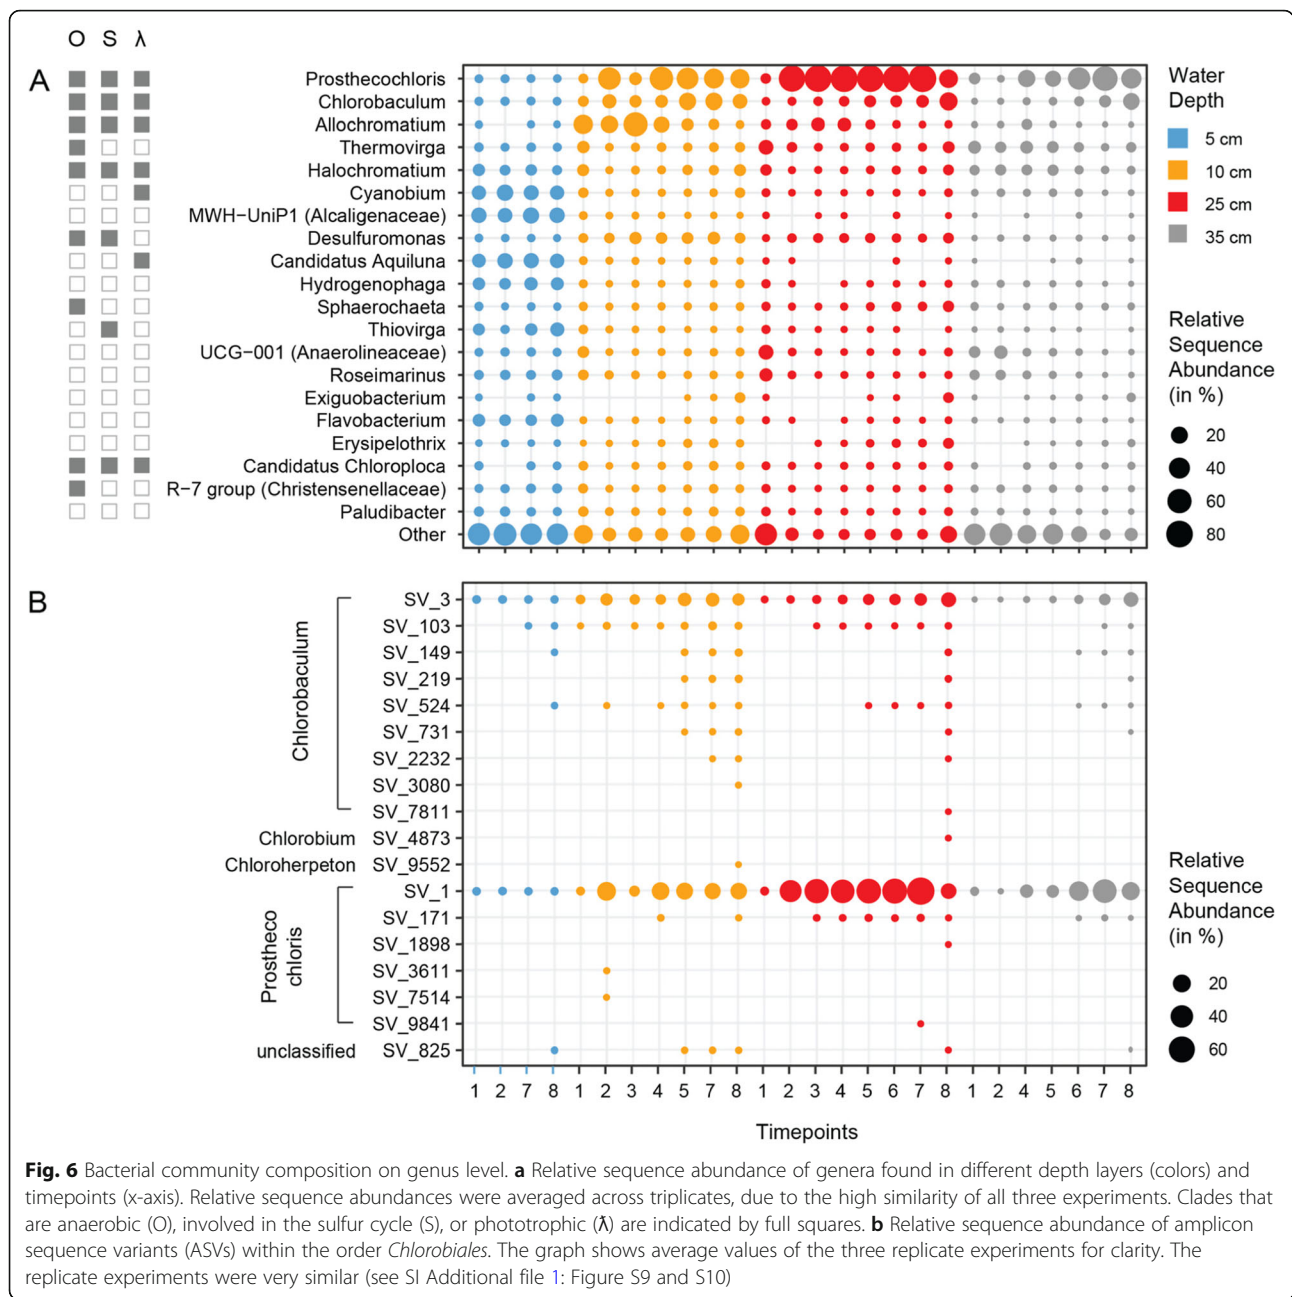 O S λ
A
Prosthecochloris
Chlorobaculum
Allochromatium
Thermovirga
Halochromatium
Cyanobium
MWH−UniP1 (Alcaligenaceae)
Desulfuromonas
Candidatus Aquiluna
Hydrogenophaga
Sphaerochaeta
Thiovirga
UCG−001 (Anaerolineaceae)
Roseimarinus
Exiguobacterium
Flavobacterium
Erysipelothrix
Candidatus Chloroploca
R−7 group (Christensenellaceae)
Paludibacter
Other
Water
Depth
5 cm
10 cm
25 cm
35 cm
Relative
Sequence
Abundance
(in %)
20
40
60
80
B
Chlorobaculum
SV_3
SV_103
SV_149
SV_219
SV_524
SV_731
SV_2232
SV_3080
SV_7811
Chlorobium SV_4873
Chloroherpeton SV_9552
Prostheco
chloris
SV_1
SV_171
SV_1898
SV_3611
SV_7514
SV_9841
unclassified SV_825
Relative
Sequence
Abundance
(in %)
20
40
60
1 2 7 8 1 2 3 4 5 7 8 1 2 3 4 5 6 7 8 1 2 4 5 6 7 8
Timepoints
Fig. 6 Bacterial community composition on genus level. a Relative sequence abundance of genera found in different depth layers (colors) and
timepoints (x-axis). Relative sequence abundances were averaged across triplicates, due to the high similarity of all three experiments. Clades that
are anaerobic (O), involved in the sulfur cycle (S), or phototrophic (ƛ) are indicated by full squares. b Relative sequence abundance of amplicon
sequence variants (ASVs) within the order Chlorobiales. The graph shows average values of the three replicate experiments for clarity. The
replicate experiments were very similar (see SI Additional file 1: Figure S9 and S10)